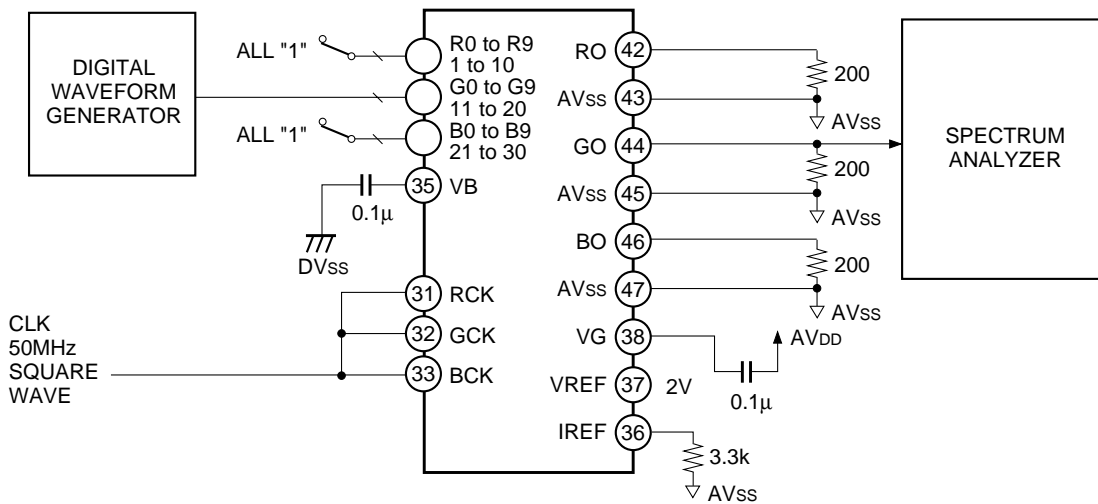 DIGITAL
WAVEFORM
GENERATOR
ALL "1"
R0 to R9
1 to 10
G0 to G9
11 to 20
ALL "1"
B0 to B9
21 to 30
35
VB
0.1µ
DVSS
31
RCK
32
GCK
33
BCK
CLK
50MHz
SQUARE
WAVE
RO
42
200
AVSS
43
AVSS
GO
44
200
AVSS
45
AVSS
BO
46
200
AVSS
47
AVSS
VG
38
AVDD
0.1µ
VREF
37
2V
IREF
36
3.3k
AVSS
SPECTRUM
ANALYZER